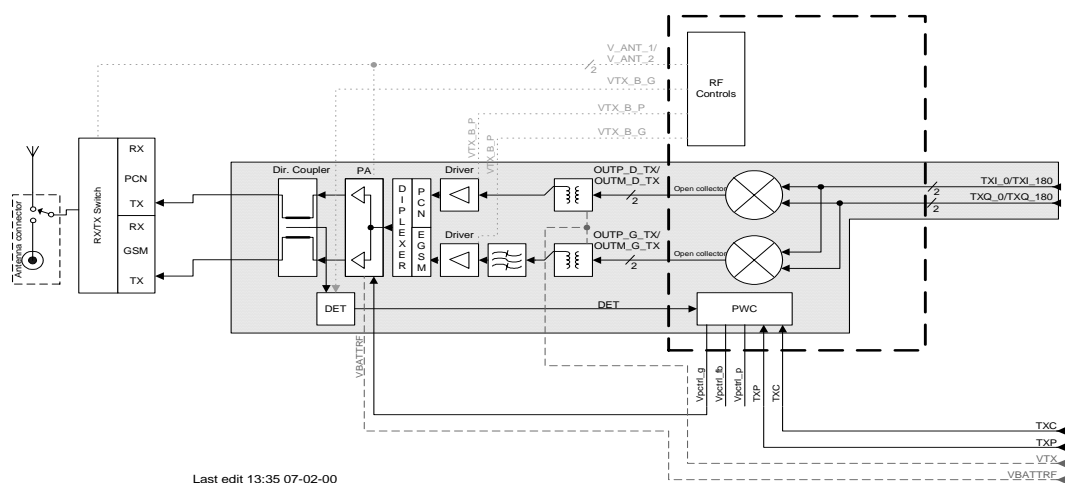 V_ANT_1/
V_ANT_2
2
VTX_B_G
VTX_B_P
VTX_B_G
RF
Controls
VTX_B_P
VTX_B_P
Antenna connector
RX/TX Switch
RX
PCN
TX
RX
GSM
TX
Dir. Coupler
PA
DIPLEXER
PCN
EGSM
Driver
Driver
OUTP_D_TX/
OUTM_D_TX
2
Open collector
OUTP_G_TX/
OUTM_G_TX
2
Open collector
TXI_0/TXI_180
2
TXQ_0/TXQ_180
2
DET
DET
PWC
VBATTRF
Vpctrl_g
Vpctrl_fb
Vpctrl_p
TXP
TXC
TXC
TXP
VTX
VBATTRF
Last edit 13:35 07-02-00